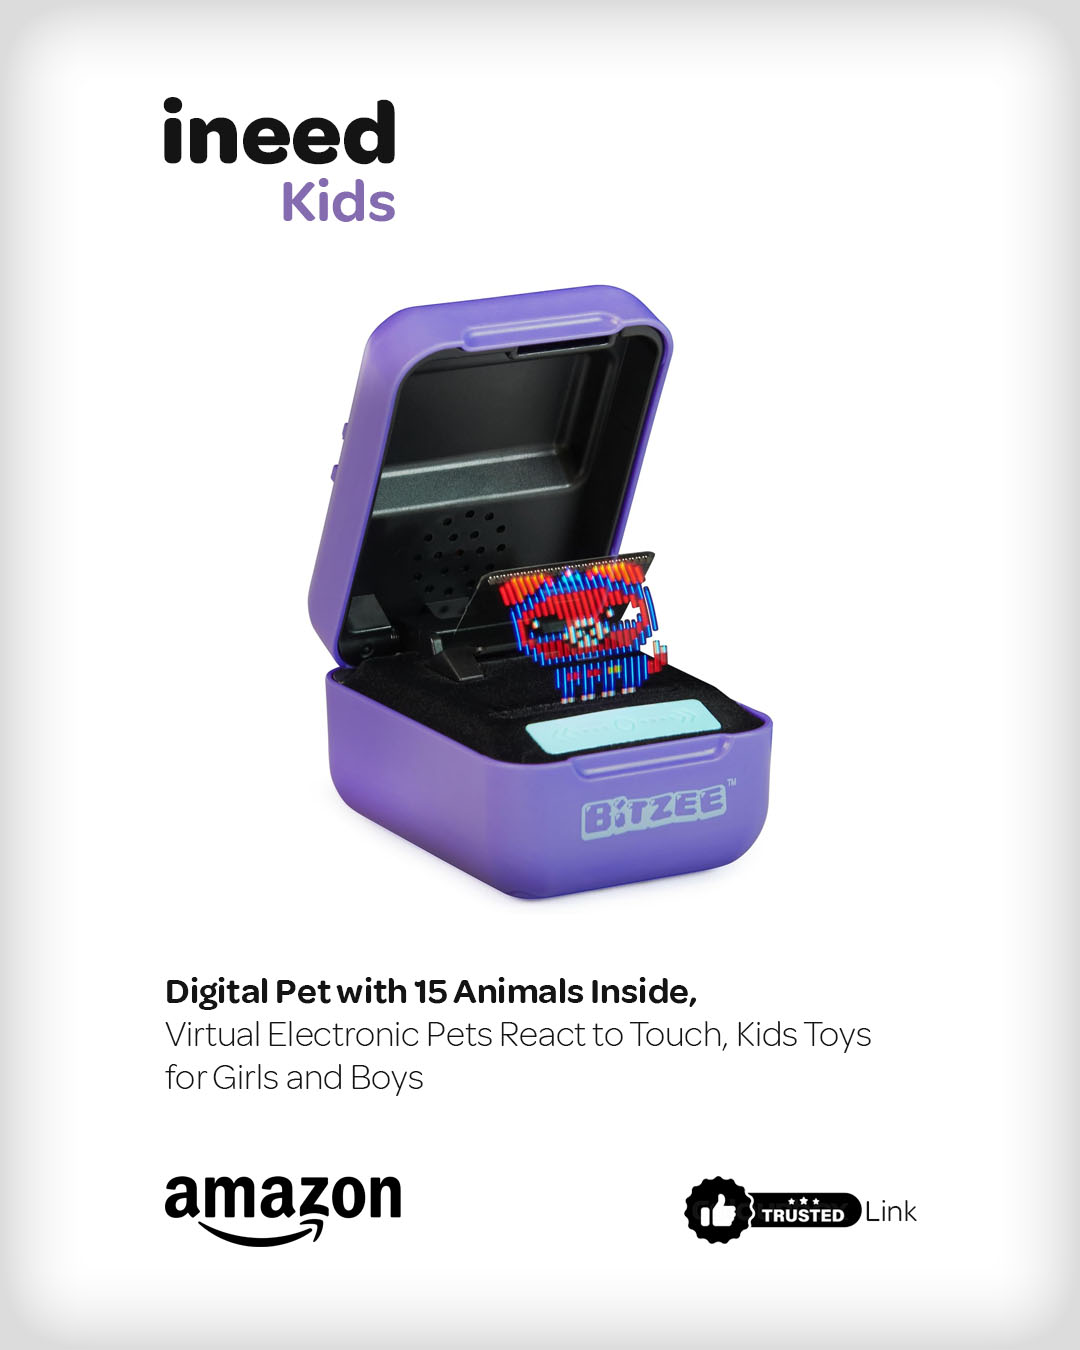 ineed
Kids
BITZEE™
Digital Pet with 15 Animals Inside,
Virtual Electronic Pets React to Touch, Kids Toys
for Girls and Boys
amazon
TRUSTED Link